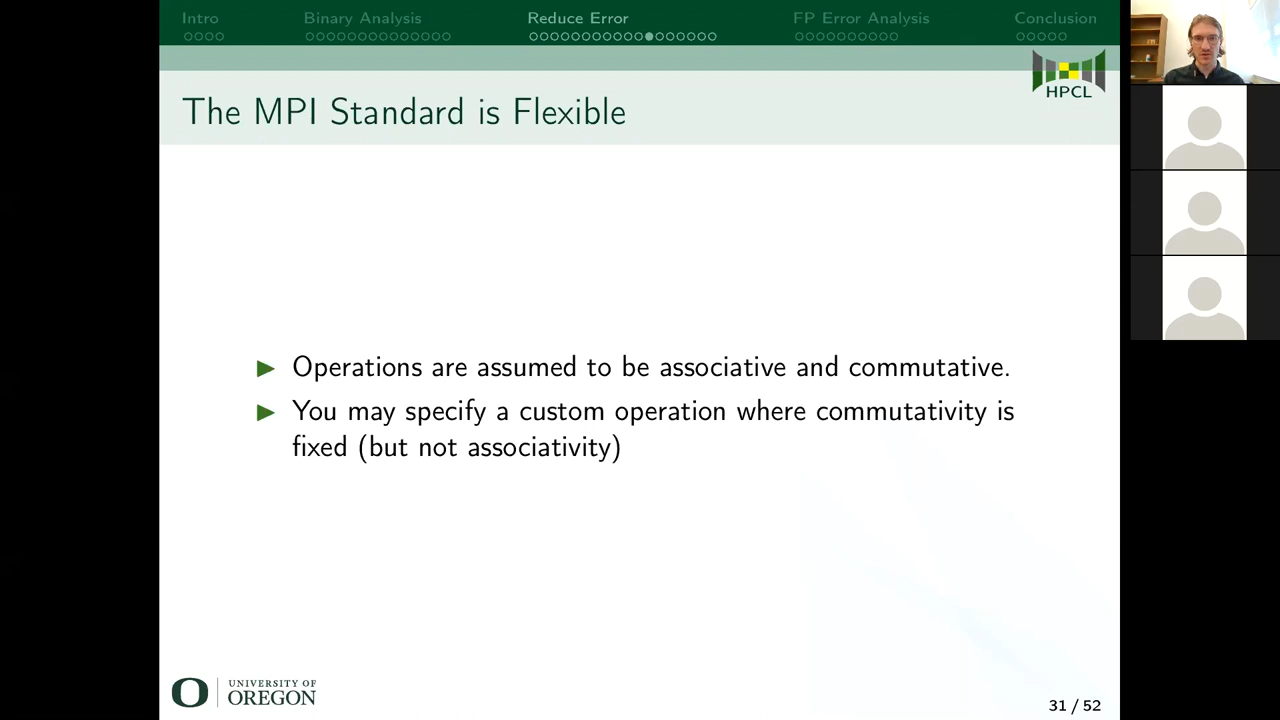 Intro Binary Analysis Reduce Error FP Error Analysis Conclusion
HPCL
The MPI Standard is Flexible
Operations are assumed to be associative and commutative.
You may specify a custom operation where commutativity is
fixed (but not associativity)
O UNIVERSITY OF
OREGON
31 / 52